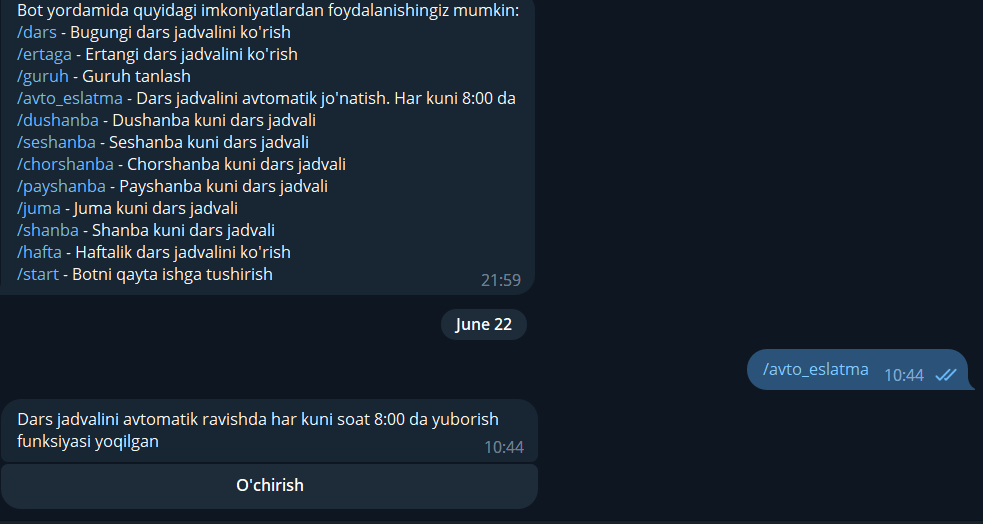 Bot yordamida quyidagi imkoniyatlardan foydalanishingiz mumkin:
/dars - Bugungi dars jadvalini ko'rish
/ertaga - Ertangi dars jadvalini ko'rish
/guruh - Guruh tanlash
/avto_eslatma - Dars jadvalini avtomatik jo'natish. Har kuni 8:00 da
/dushanba - Dushanba kuni dars jadvali
/seshanba - Seshanba kuni dars jadvali
/chorshanba - Chorshanba kuni dars jadvali
/payshanba - Payshanba kuni dars jadvali
/juma - Juma kuni dars jadvali
/shanba - Shanba kuni dars jadvali
/hafta - Haftalik dars jadvalini ko'rish
/start - Botni qayta ishga tushirish
21:59
June 22
/avto_eslatma 10:44
Dars jadvalini avtomatik ravishda har kuni soat 8:00 da yuborish
funksiyasi yoqilgan
10:44
O'chirish